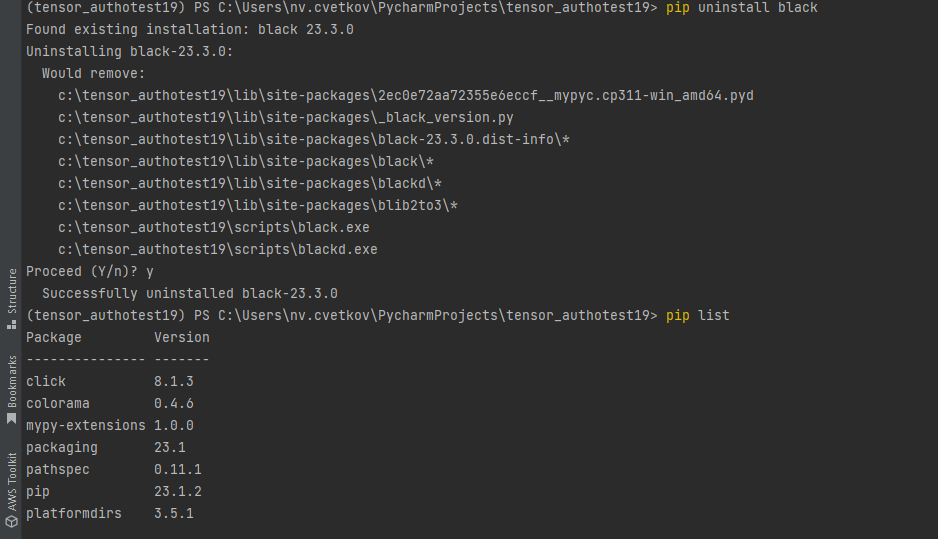 (tensor_authotest19) PS C:\Users\nv.cvetkov\PycharmProjects\tensor_authotest19> pip uninstall black
Found existing installation: black 23.3.0
Uninstalling black-23.3.0:
  Would remove:
    c:\tensor_authotest19\lib\site-packages\2ec0e72aa72355e6eccf__mypyc.cp311-win_amd64.pyd
    c:\tensor_authotest19\lib\site-packages\_black_version.py
    c:\tensor_authotest19\lib\site-packages\black-23.3.0.dist-info\*
    c:\tensor_authotest19\lib\site-packages\black\*
    c:\tensor_authotest19\lib\site-packages\blackd\*
    c:\tensor_authotest19\lib\site-packages\blib2to3\*
    c:\tensor_authotest19\scripts\black.exe
    c:\tensor_authotest19\scripts\blackd.exe
Proceed (Y/n)? y
  Successfully uninstalled black-23.3.0
(tensor_authotest19) PS C:\Users\nv.cvetkov\PycharmProjects\tensor_authotest19> pip list
Package         Version
--------------- -------
click           8.1.3
colorama        0.4.6
mypy-extensions 1.0.0
packaging       23.1
pathspec        0.11.1
pip             23.1.2
platformdirs    3.5.1
Structure
Bookmarks
AWS Toolkit